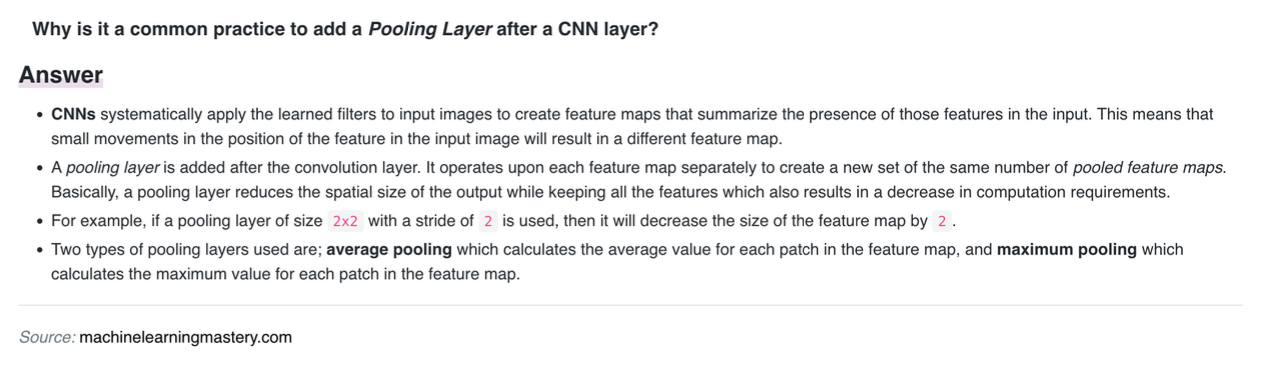 Why is it a common practice to add a Pooling Layer after a CNN layer?
Answer
• CNNs systematically apply the learned filters to input images to create feature maps that summarize the presence of those features in the input. This means that
small movements in the position of the feature in the input image will result in a different feature map.
• A pooling layer is added after the convolution layer. It operates upon each feature map separately to create a new set of the same number of pooled feature maps.
Basically, a pooling layer reduces the spatial size of the output while keeping all the features which also results in a decrease in computation requirements.
• For example, if a pooling layer of size 2x2 with a stride of 2 is used, then it will decrease the size of the feature map by 2 .
• Two types of pooling layers used are; average pooling which calculates the average value for each patch in the feature map, and maximum pooling which
calculates the maximum value for each patch in the feature map.
Source: machinelearningmastery.com